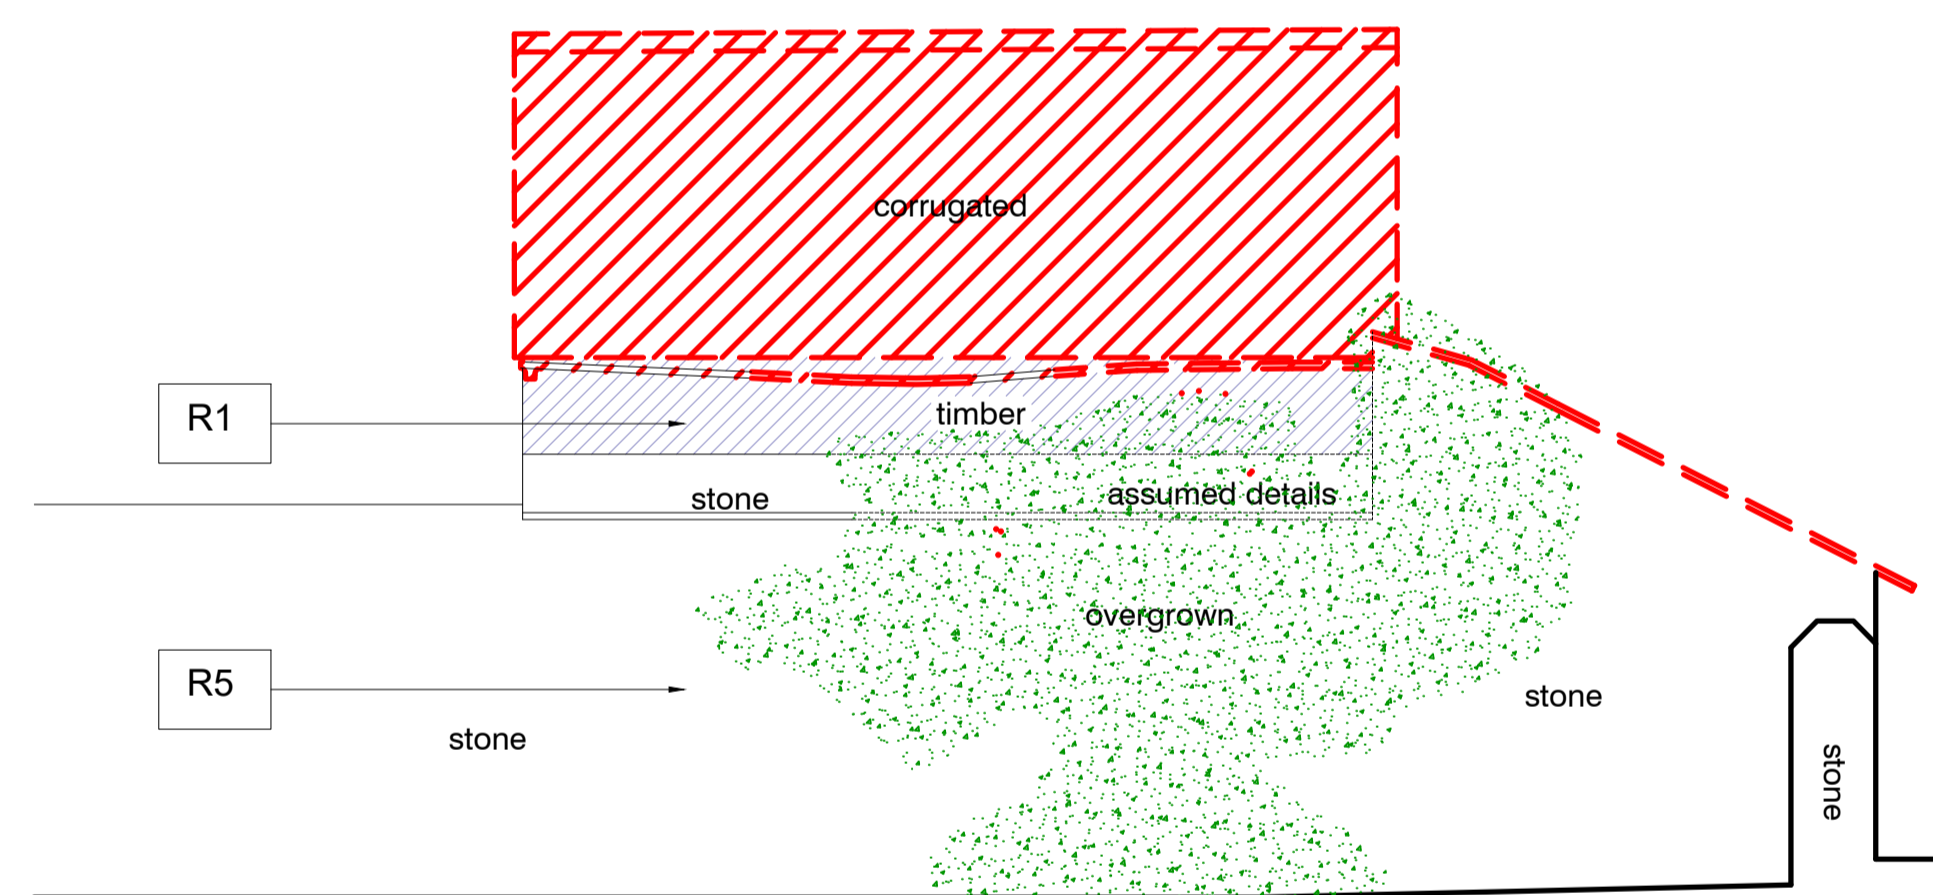 corrugated
R1
timber
stone
assumed details
overgrown
R5
stone
stone
stone